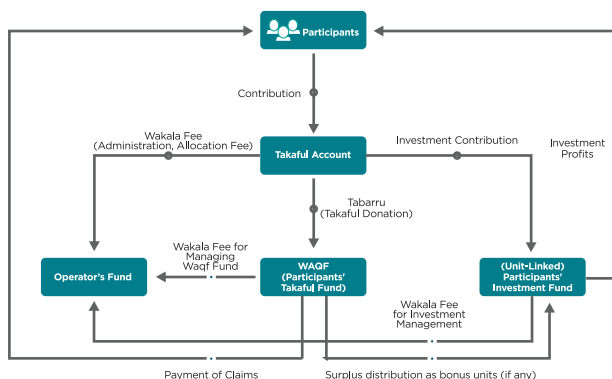 Participants
Contribution
Wakala Fee
(Administration, Allocation Fee)
Takaful Account
Investment Contribution
Investment
Profits
Tabarru
(Takaful Donation)
Wakala Fee for
Managing
Waqf Fund
Operator's Fund
WAQF
(Participants'
Takaful Fund)
(Unit-Linked)
Participants'
Investment Fund
Wakala Fee
for Investment
Management
Payment of Claims
Surplus distribution as bonus units (if any)